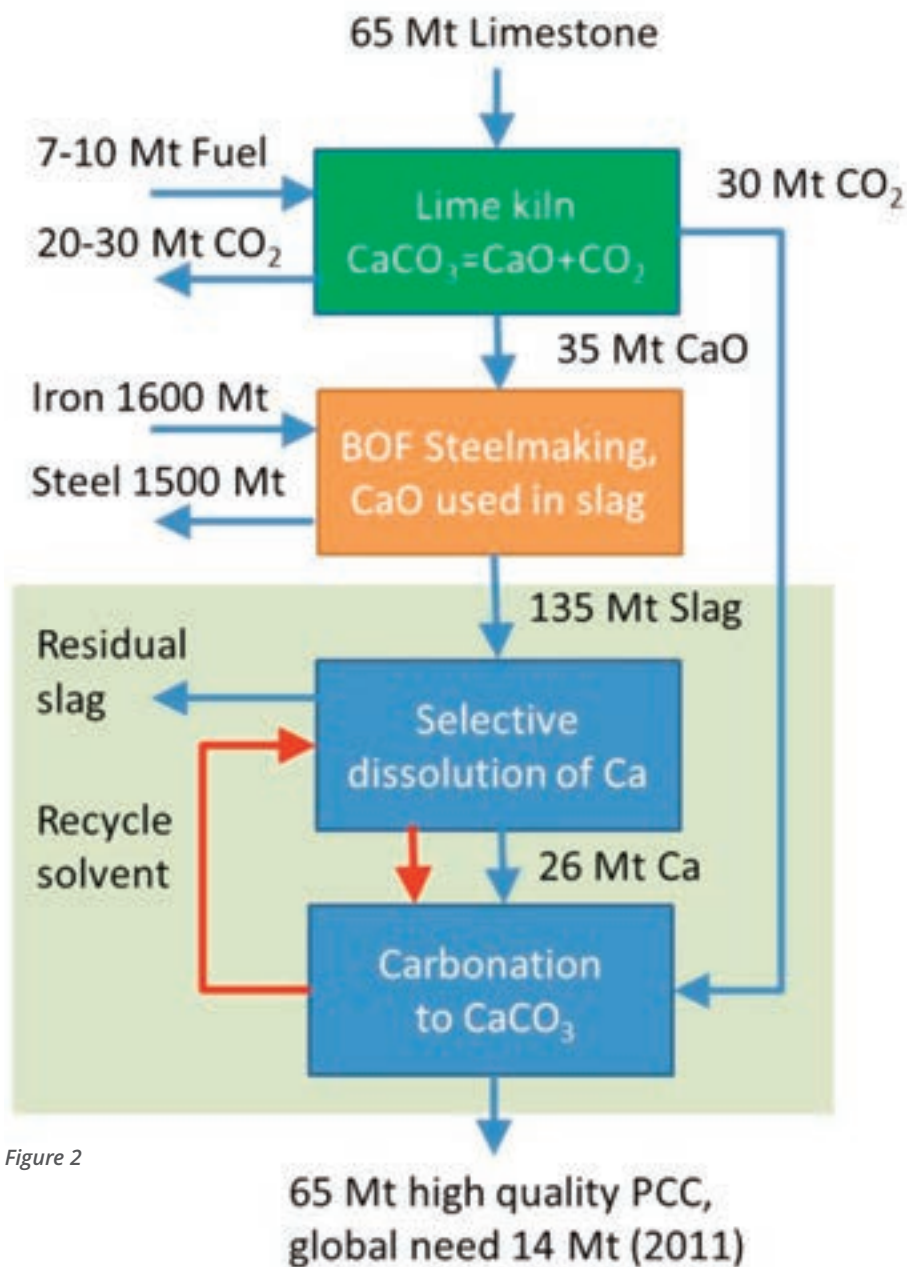 65 Mt Limestone
7-10 Mt Fuel
30 Mt CO₂
Lime kiln
20-30 Mt CO₂
CaCO₃=CaO+CO₂
35 Mt CaO
Iron 1600 Mt
BOF Steelmaking,
Steel 1500 Mt
CaO used in slag
135 Mt Slag
Residual
slag
Selective
dissolution of Ca
Recycle
solvent
26 Mt Ca
Carbonation
to CaCO₃
Figure 2
65 Mt high quality PCC,
global need 14 Mt (2011)